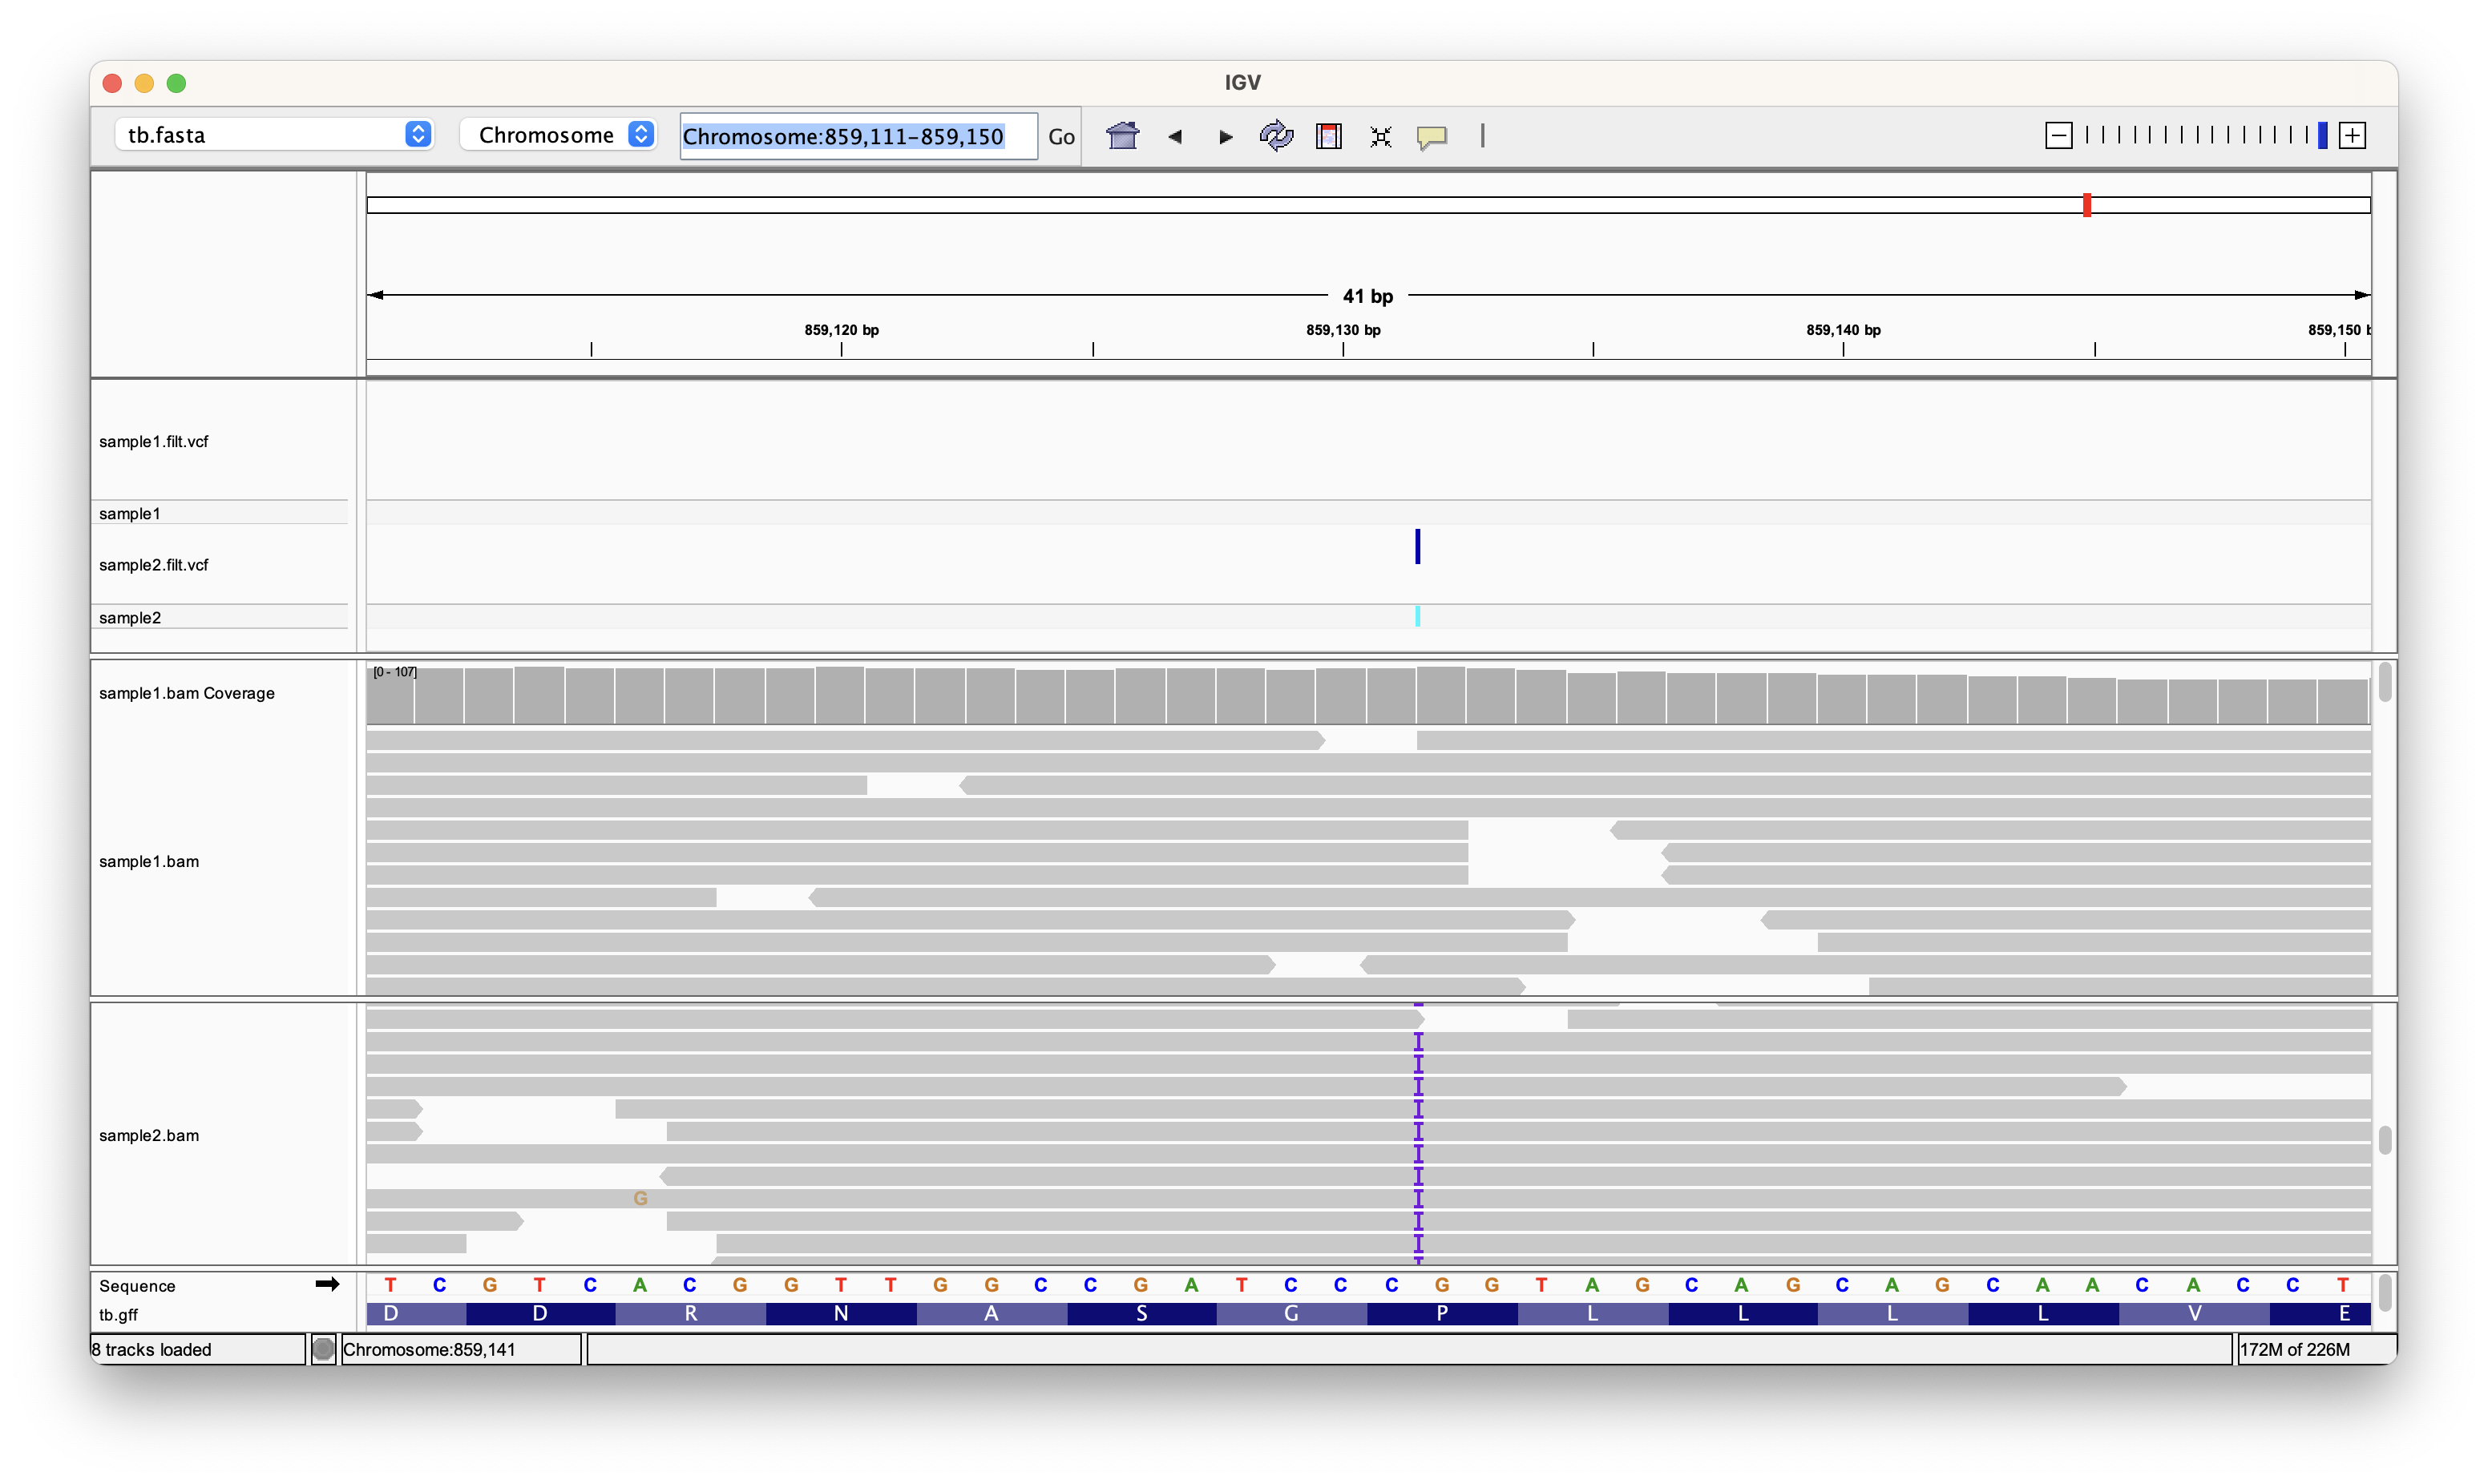 IGV
tb.fasta Chromosome Chromosome:859,111-859,150 Go
41 bp
859,120 bp 859,130 bp 859,140 bp 859,150 b
sample1.filt.vcf
sample1
sample2.filt.vcf
sample2
[0 - 107]
sample1.bam Coverage
sample1.bam
sample2.bam
G
Sequence T C G T C A C G G T T G G C C G A T C C C G G T A G C A G C A G C A A C A C C T
tb.gff D D R N A S G P L L L L V E
8 tracks loaded Chromosome:859,141 172M of 226M